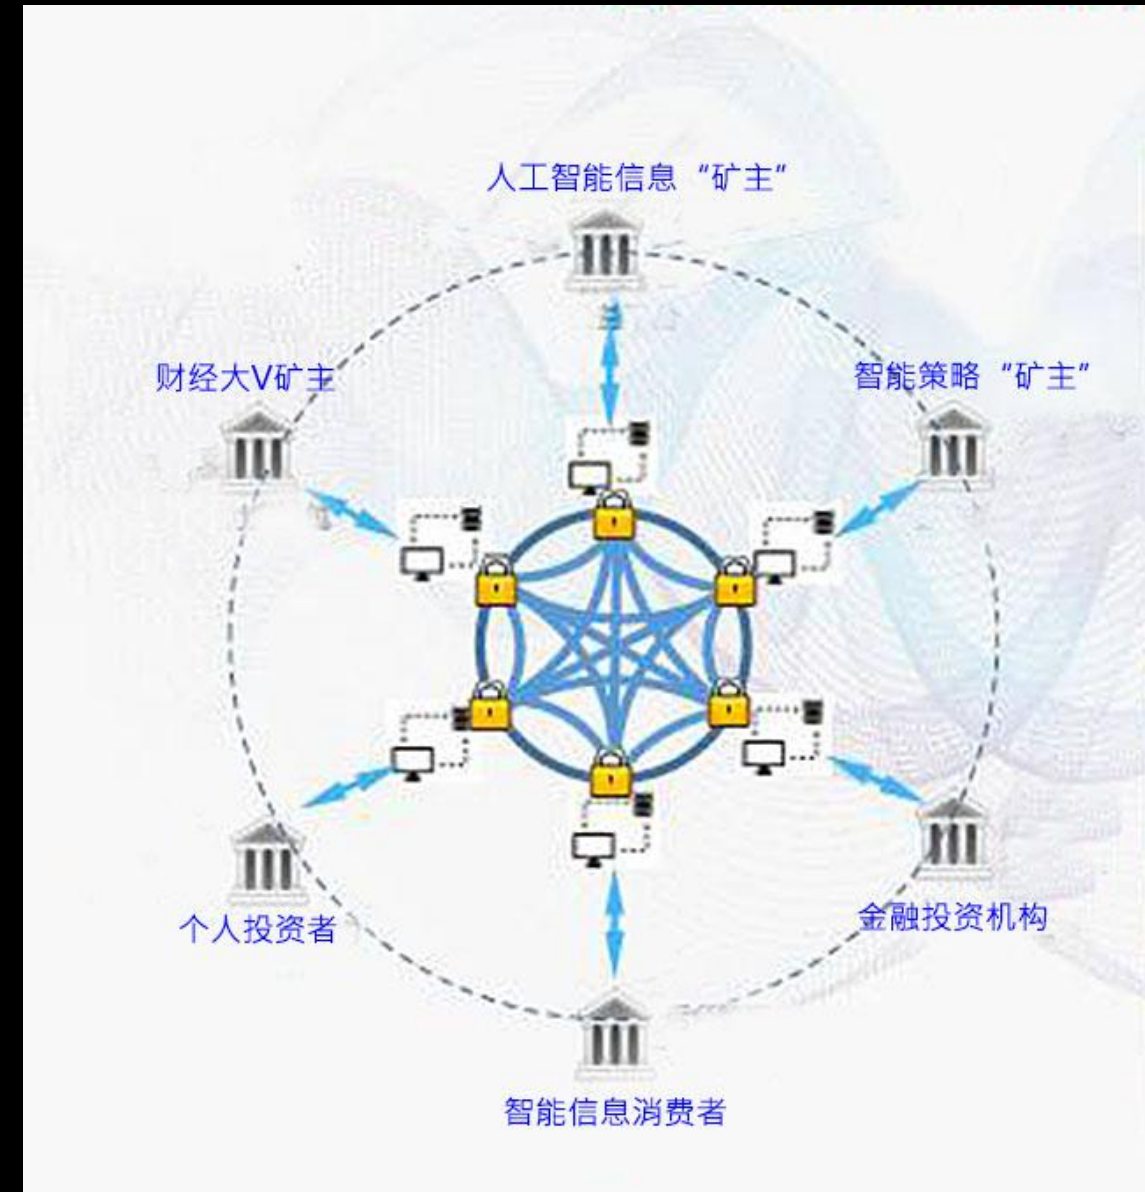 人工智能信息“矿主”
财经大V矿主
智能策略“矿主”
个人投资者
金融投资机构
智能信息消费者